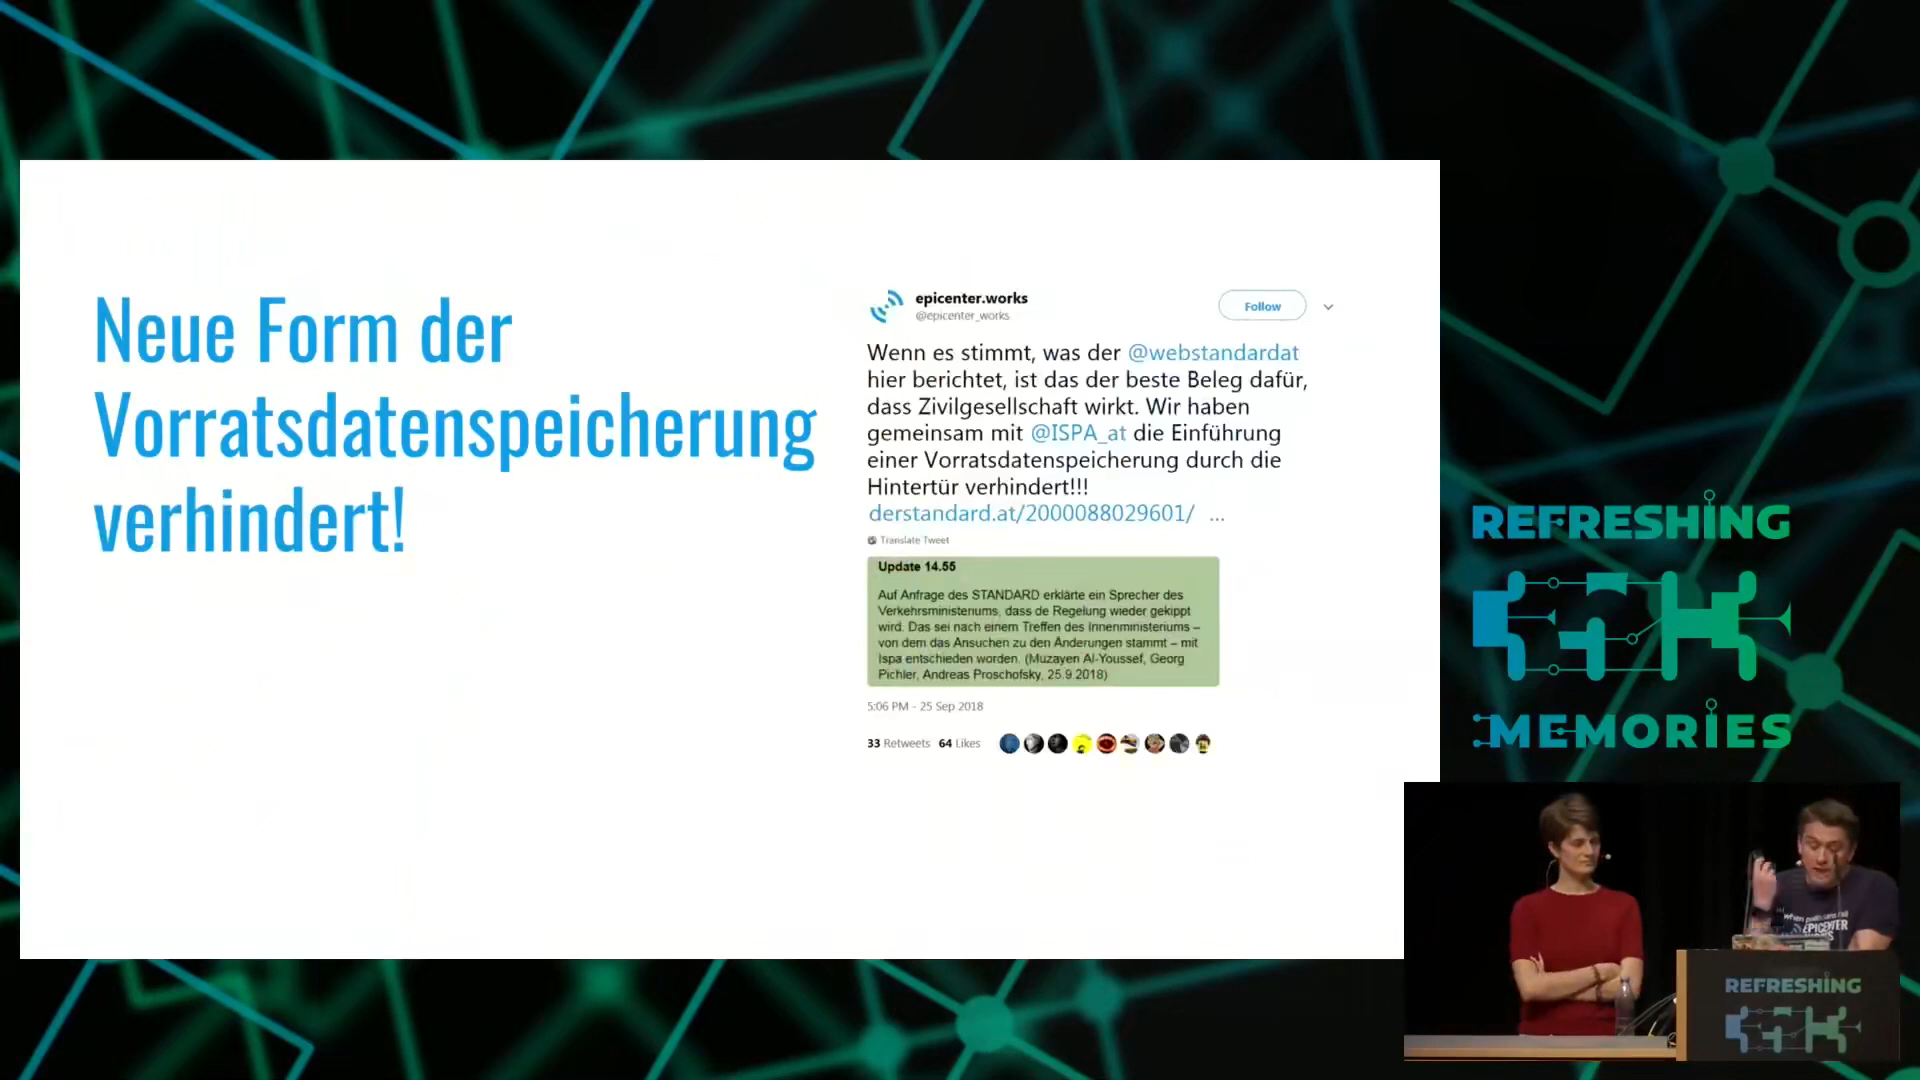 Neue Form der
Vorratsdatenspeicherung
verhindert!
epicenter.works
@epicenter_works
Follow
Wenn es stimmt, was der @webstandardat
hier berichtet, ist das der beste Beleg dafür,
dass Zivilgesellschaft wirkt. Wir haben
gemeinsam mit @ISPA_at die Einführung
einer Vorratsdatenspeicherung durch die
Hintertür verhindert!!!
derstandard.at/2000088029601/ ...
Translate Tweet
Update 14.55
Auf Anfrage des STANDARD erklärte ein Sprecher des
Verkehrsministeriums, dass de Regelung wieder gekippt
wird. Das sei nach einem Treffen des Innenministeriums –
von dem das Ansuchen zu den Änderungen stammt – mit
Ispa entschieden worden. (Muzayen Al-Youssef, Georg
Pichler, Andreas Proschofsky, 25.9.2018)
5:06 PM - 25 Sep 2018
33 Retweets 64 Likes
REFRESHING
MEMORIES
EPICENTER
REFRESHING